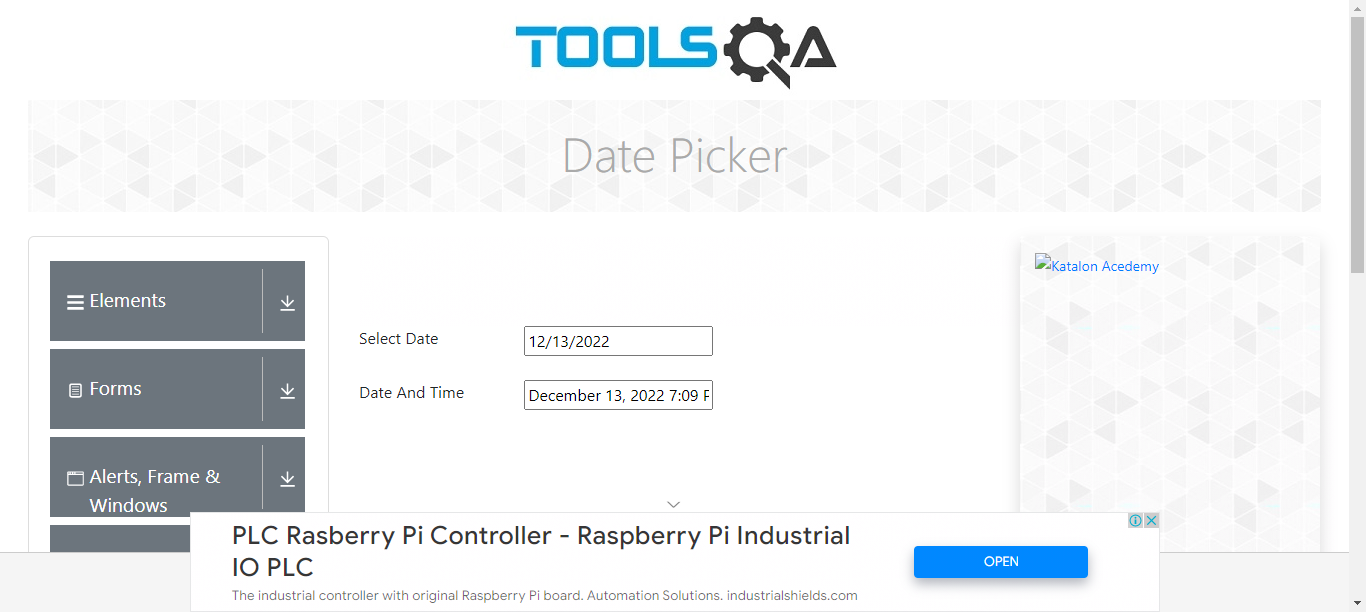 TOOLSQA
Date Picker
Elements
Forms
Alerts, Frame &
Windows
Select Date
12/13/2022
Date And Time
December 13, 2022 7:09 P
Katalon Acedemy
PLC Rasberry Pi Controller - Raspberry Pi Industrial
IO PLC
The industrial controller with original Raspberry Pi board. Automation Solutions. industrialshields.com
OPEN